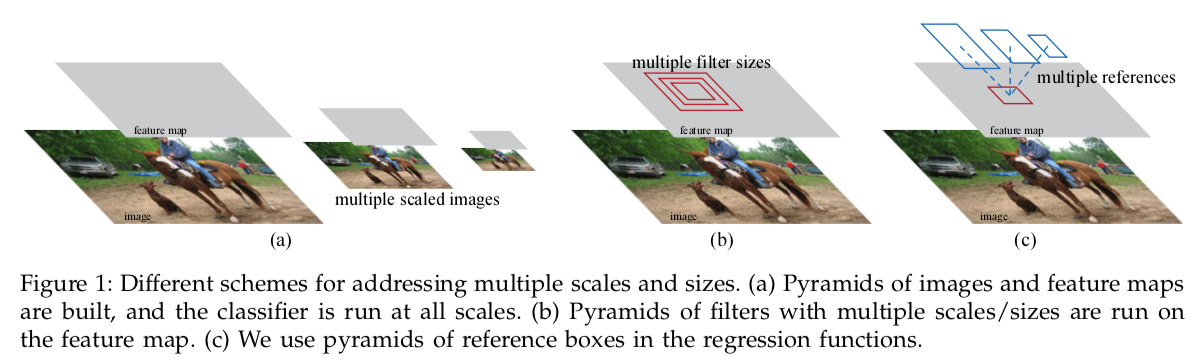 multiple filter sizes
multiple references
feature map
feature map
feature map
multiple scaled images
image
image
image
(a)
(b)
(c)
Figure 1: Different schemes for addressing multiple scales and sizes. (a) Pyramids of images and feature maps
are built, and the classifier is run at all scales. (b) Pyramids of filters with multiple scales/sizes are run on
the feature map. (c) We use pyramids of reference boxes in the regression functions.